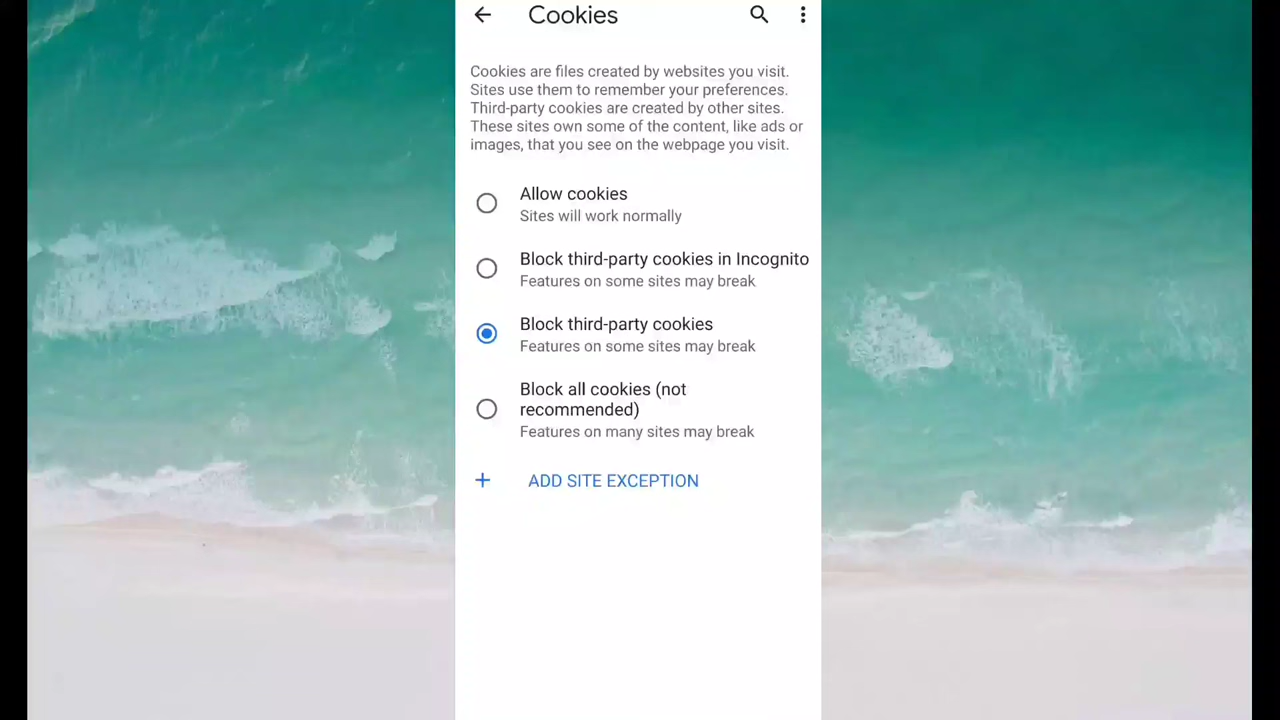 Cookies
Cookies are files created by websites you visit.
Sites use them to remember your preferences.
Third-party cookies are created by other sites.
These sites own some of the content, like ads or
images, that you see on the webpage you visit.
Allow cookies
Sites will work normally
Block third-party cookies in Incognito
Features on some sites may break
Block third-party cookies
Features on some sites may break
Block all cookies (not
recommended)
Features on many sites may break
+ ADD SITE EXCEPTION